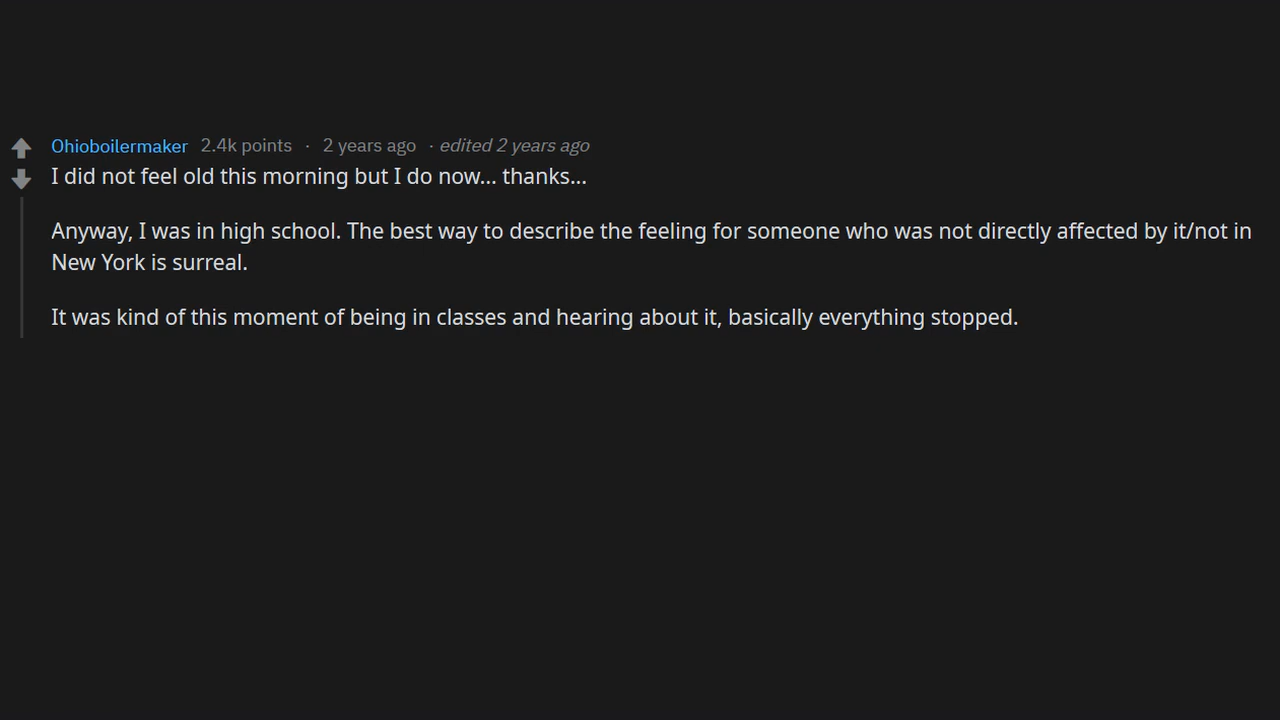 Ohioboilermaker 2.4k points · 2 years ago · edited 2 years ago
I did not feel old this morning but I do now... thanks...
Anyway, I was in high school. The best way to describe the feeling for someone who was not directly affected by it/not in
New York is surreal.
It was kind of this moment of being in classes and hearing about it, basically everything stopped.